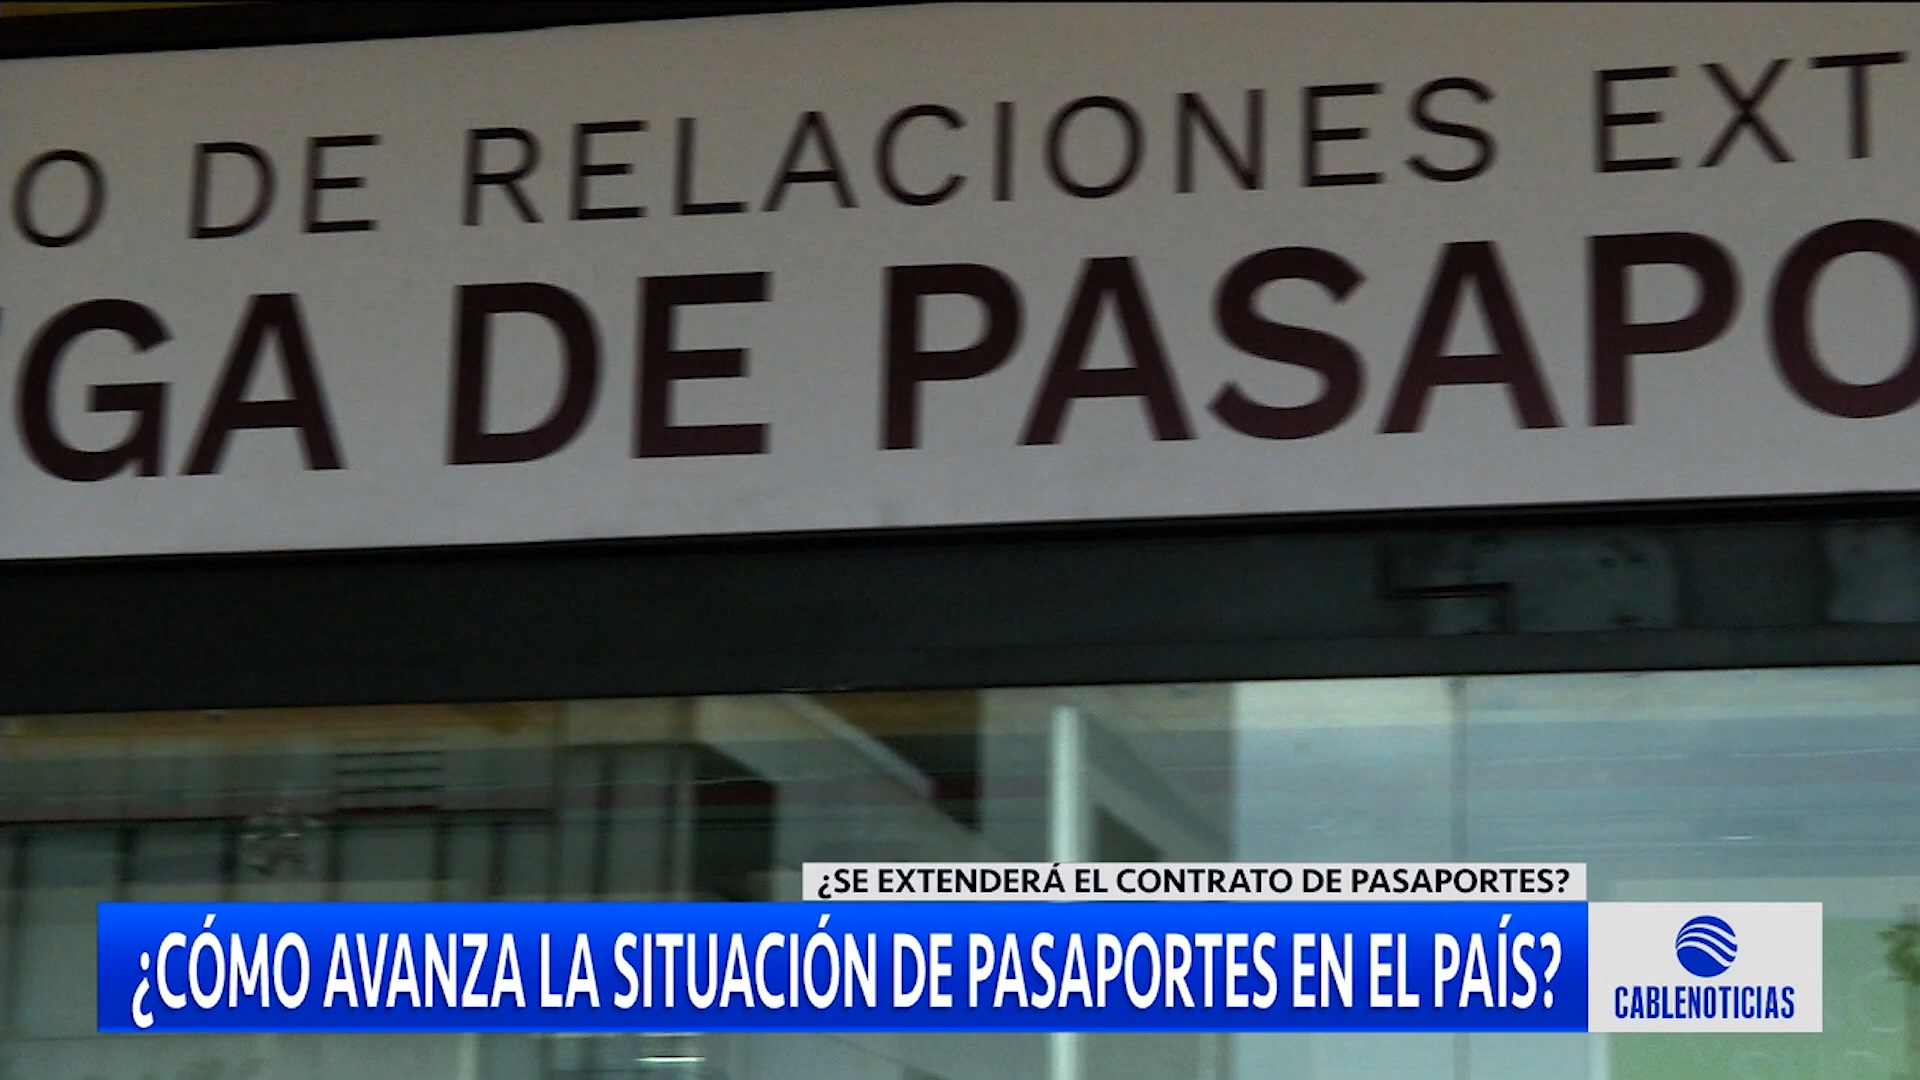 O DE RELACIONES EXT
GA DE PASAPO
¿SE EXTENDERÁ EL CONTRATO DE PASAPORTES?
¿CÓMO AVANZA LA SITUACIÓN DE PASAPORTES EN EL PAÍS?
CABLENOTICIAS